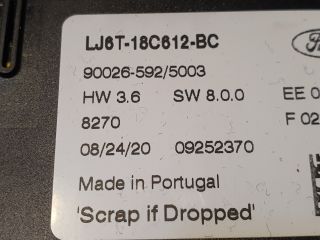 LJ6T-18C612-BC
90026-592/5003
HW 3.6 SW 8.0.0 EE 0
8270 F 02
08/24/20 09252370
Made in Portugal
'Scrap if Dropped'